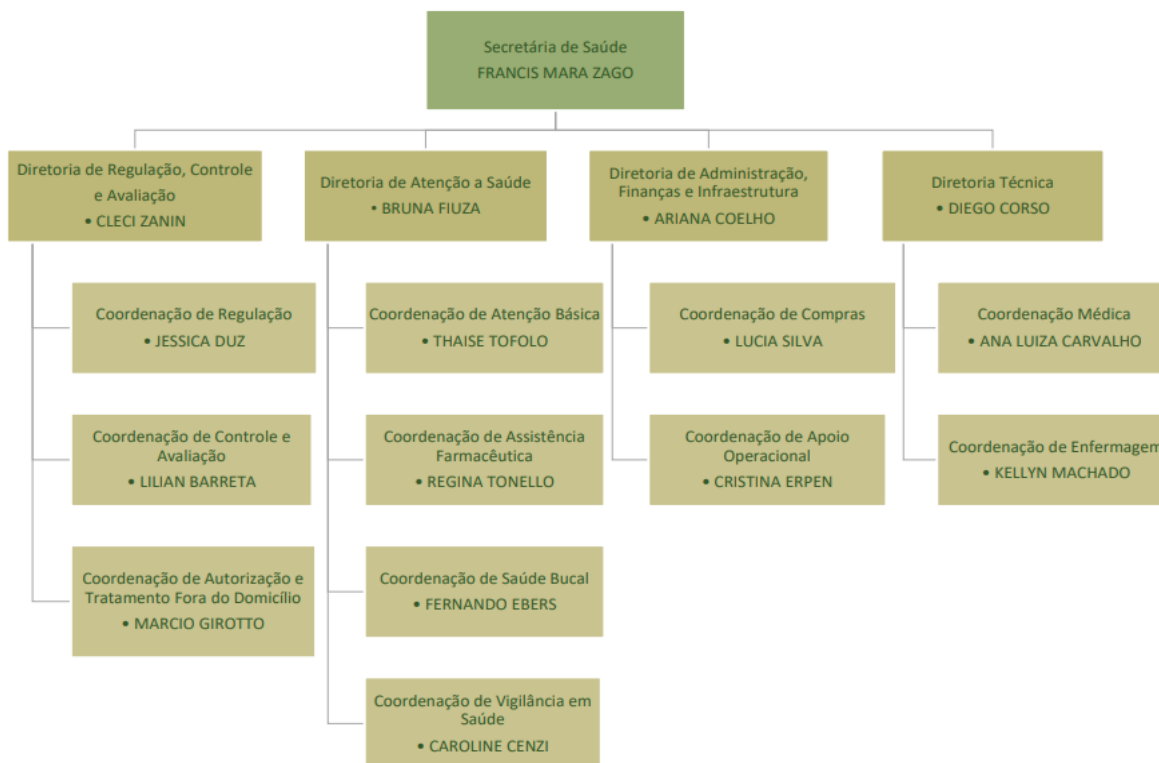 Secretária de Saúde
FRANCIS MARA ZAGO
Diretoria de Regulação, Controle
e Avaliação
• CLECI ZANIN
Diretoria de Atenção a Saúde
• BRUNA FIUZA
Diretoria de Administração,
Finanças e Infraestrutura
• ARIANA COELHO
Diretoria Técnica
• DIEGO CORSO
Coordenação de Regulação
• JESSICA DUZ
Coordenação de Atenção Básica
• THAISE TOFOLO
Coordenação de Compras
• LUCIA SILVA
Coordenação Médica
• ANA LUIZA CARVALHO
Coordenação de Controle e
Avaliação
• LILIAN BARRETA
Coordenação de Assistência
Farmacêutica
• REGINA TONELLO
Coordenação de Apoio
Operacional
• CRISTINA ERPEN
Coordenação de Enfermagem
• KELLYN MACHADO
Coordenação de Autorização e
Tratamento Fora do Domicílio
• MARCIO GIROTTO
Coordenação de Saúde Bucal
• FERNANDO EBERS
Coordenação de Vigilância em
Saúde
• CAROLINE CENZI